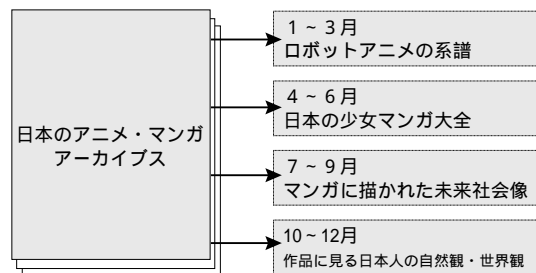 日本のアニメ・マンガ
アーカイブス
1 ~ 3 月
ロボットアニメの系譜
4 ~ 6 月
日本の少女マンガ大全
7 ~ 9 月
マンガに描かれた未来社会像
10 ~ 12月
作品に見る日本人の自然観・世界観